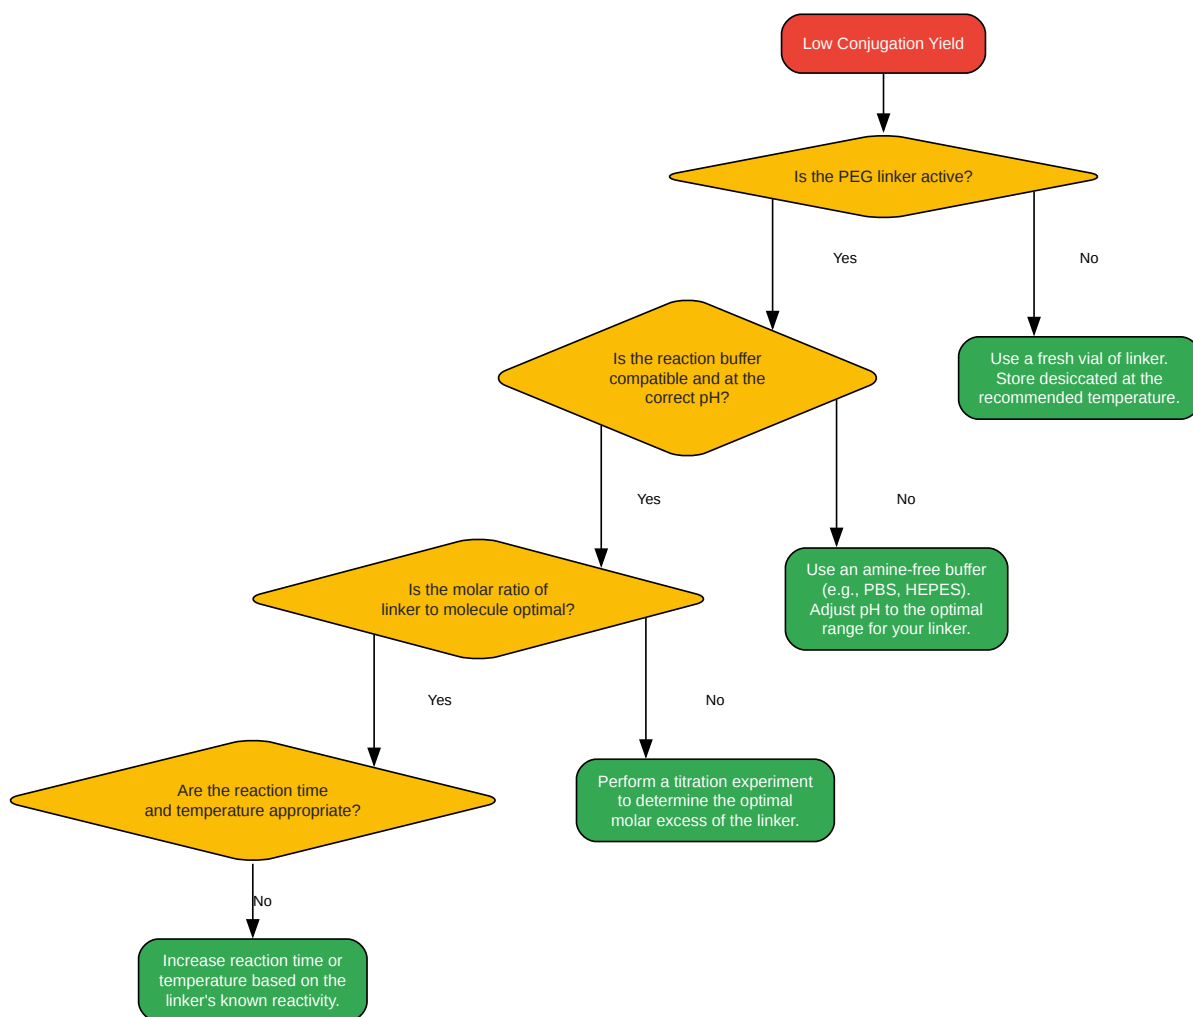 Low Conjugation Yield
Is the PEG linker active?
Yes
No
Is the reaction buffer
compatible and at the
correct pH?
Use a fresh vial of linker.
Store desiccated at the
recommended temperature.
Yes
No
Is the molar ratio of
linker to molecule optimal?
Use an amine-free buffer
(e.g., PBS, HEPES).
Adjust pH to the optimal
range for your linker.
Yes
No
Are the reaction time
and temperature appropriate?
Perform a titration experiment
to determine the optimal
molar excess of the linker.
No
Increase reaction time or
temperature based on the
linker's known reactivity.